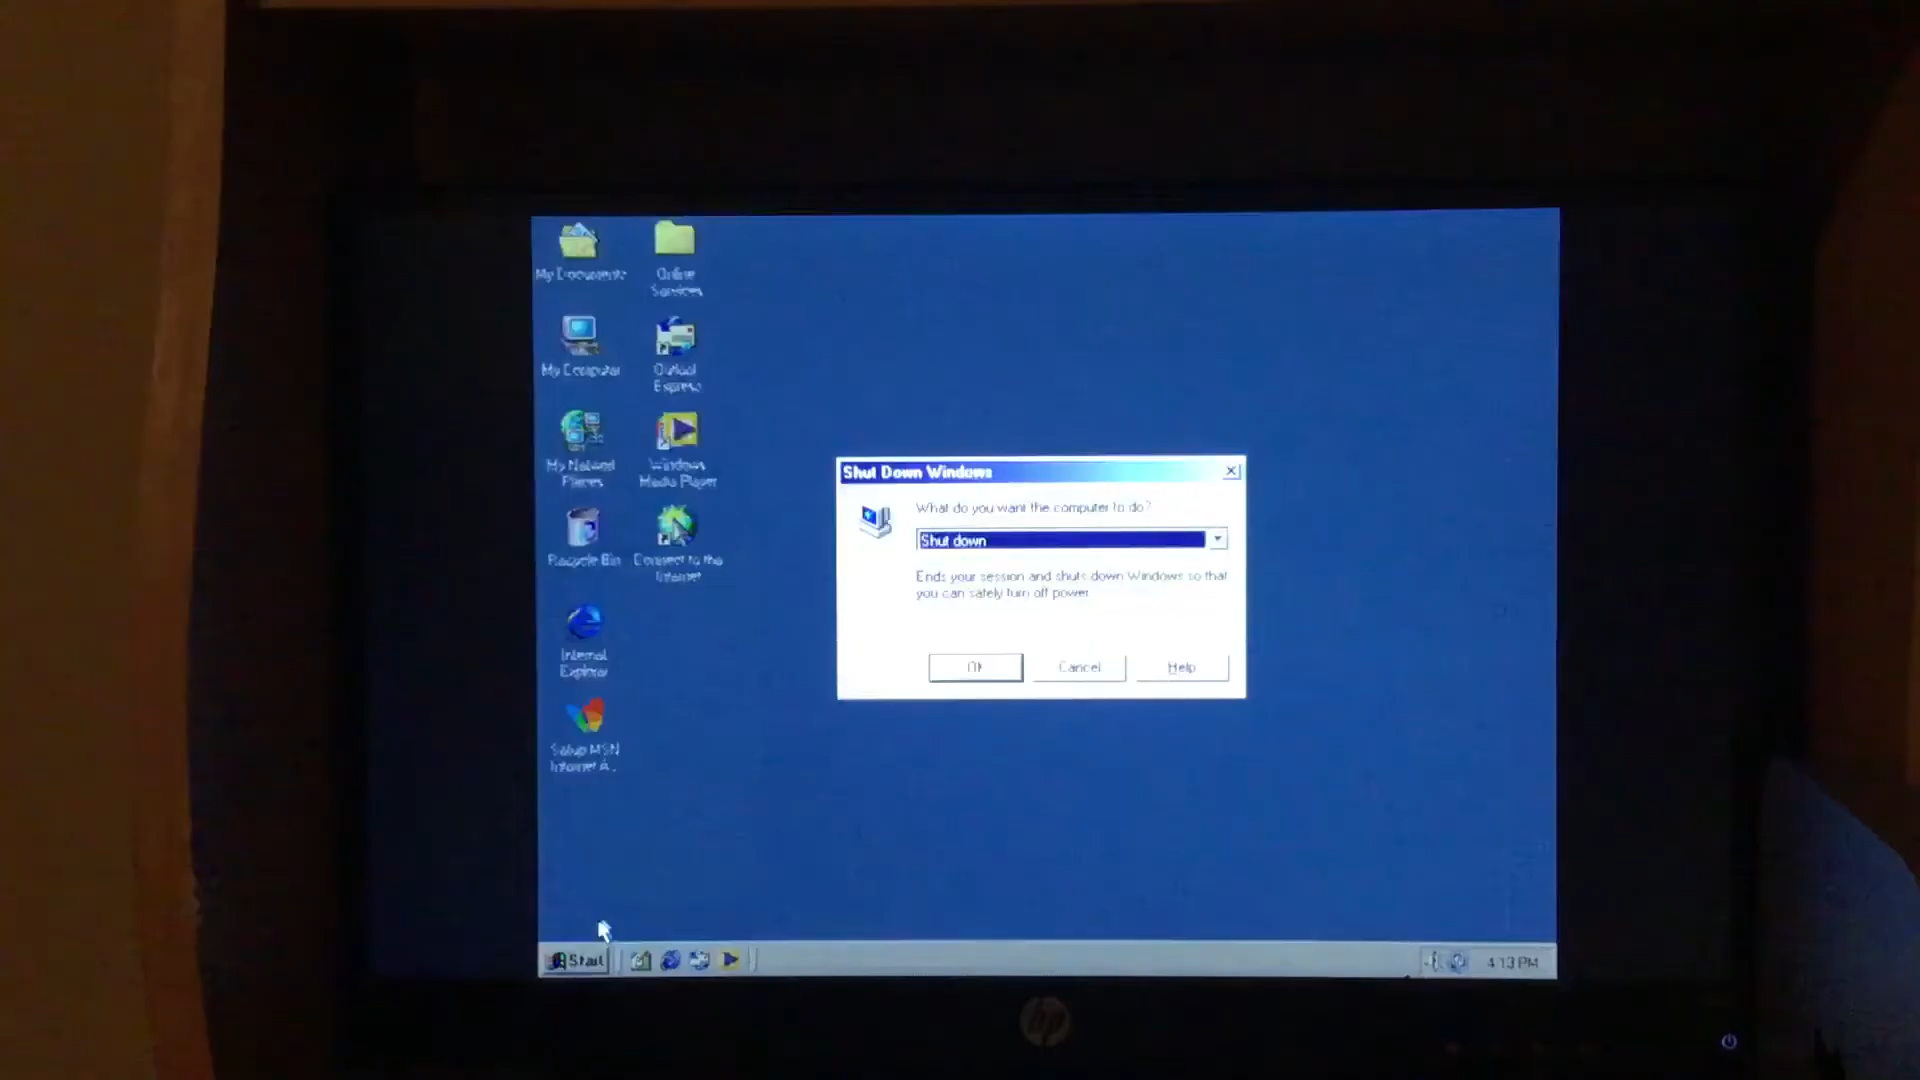 My Documents
Online
Services
My Computer
Outlook
Express
My Network
Places
Windows
Media Player
Recycle Bin
Connect to the
Internet
Internet
Explorer
Setup MSN
Internet A...
Shut Down Windows
What do you want the computer to do?
Shut down
Ends your session and shuts down Windows so that
you can safely turn off power.
OK
Cancel
Help
Start
4:13 PM
hp